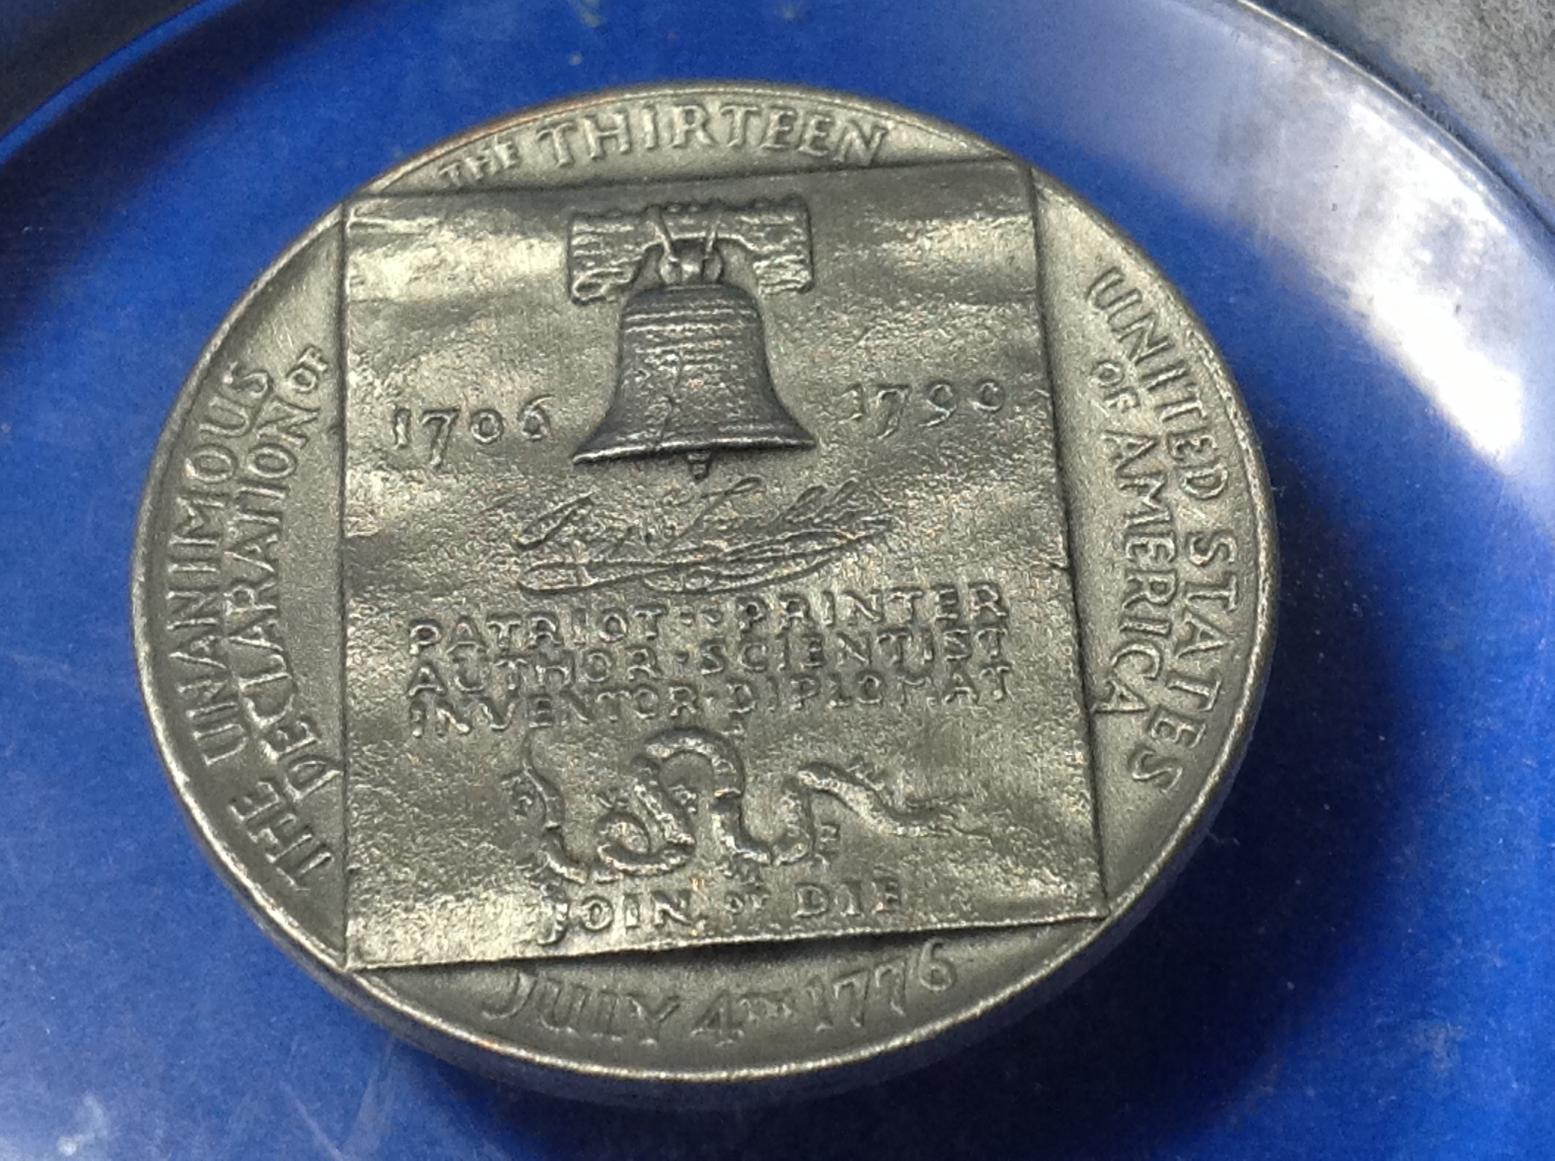 THE UNANIMOUS
DECLARATION OF
THE THIRTEEN
UNITED STATES
OF AMERICA
1706 1790
PATRIOT · PRINTER
AUTHOR · SCIENTIST
INVENTOR · DIPLOMAT
JOIN, or DIE
JULY 4TH 1776